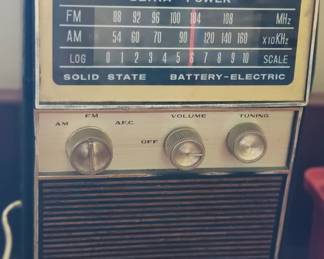 ULTRA POWER
FM 88 92 96 100 104 108 MHz
AM 54 60 70 90 120 140 160 x10KHz
LOG 0 1 2 3 4 5 6 7 8 9 10 SCALE
SOLID STATE BATTERY-ELECTRIC
FM VOLUME TUNING
AM A.F.C. OFF